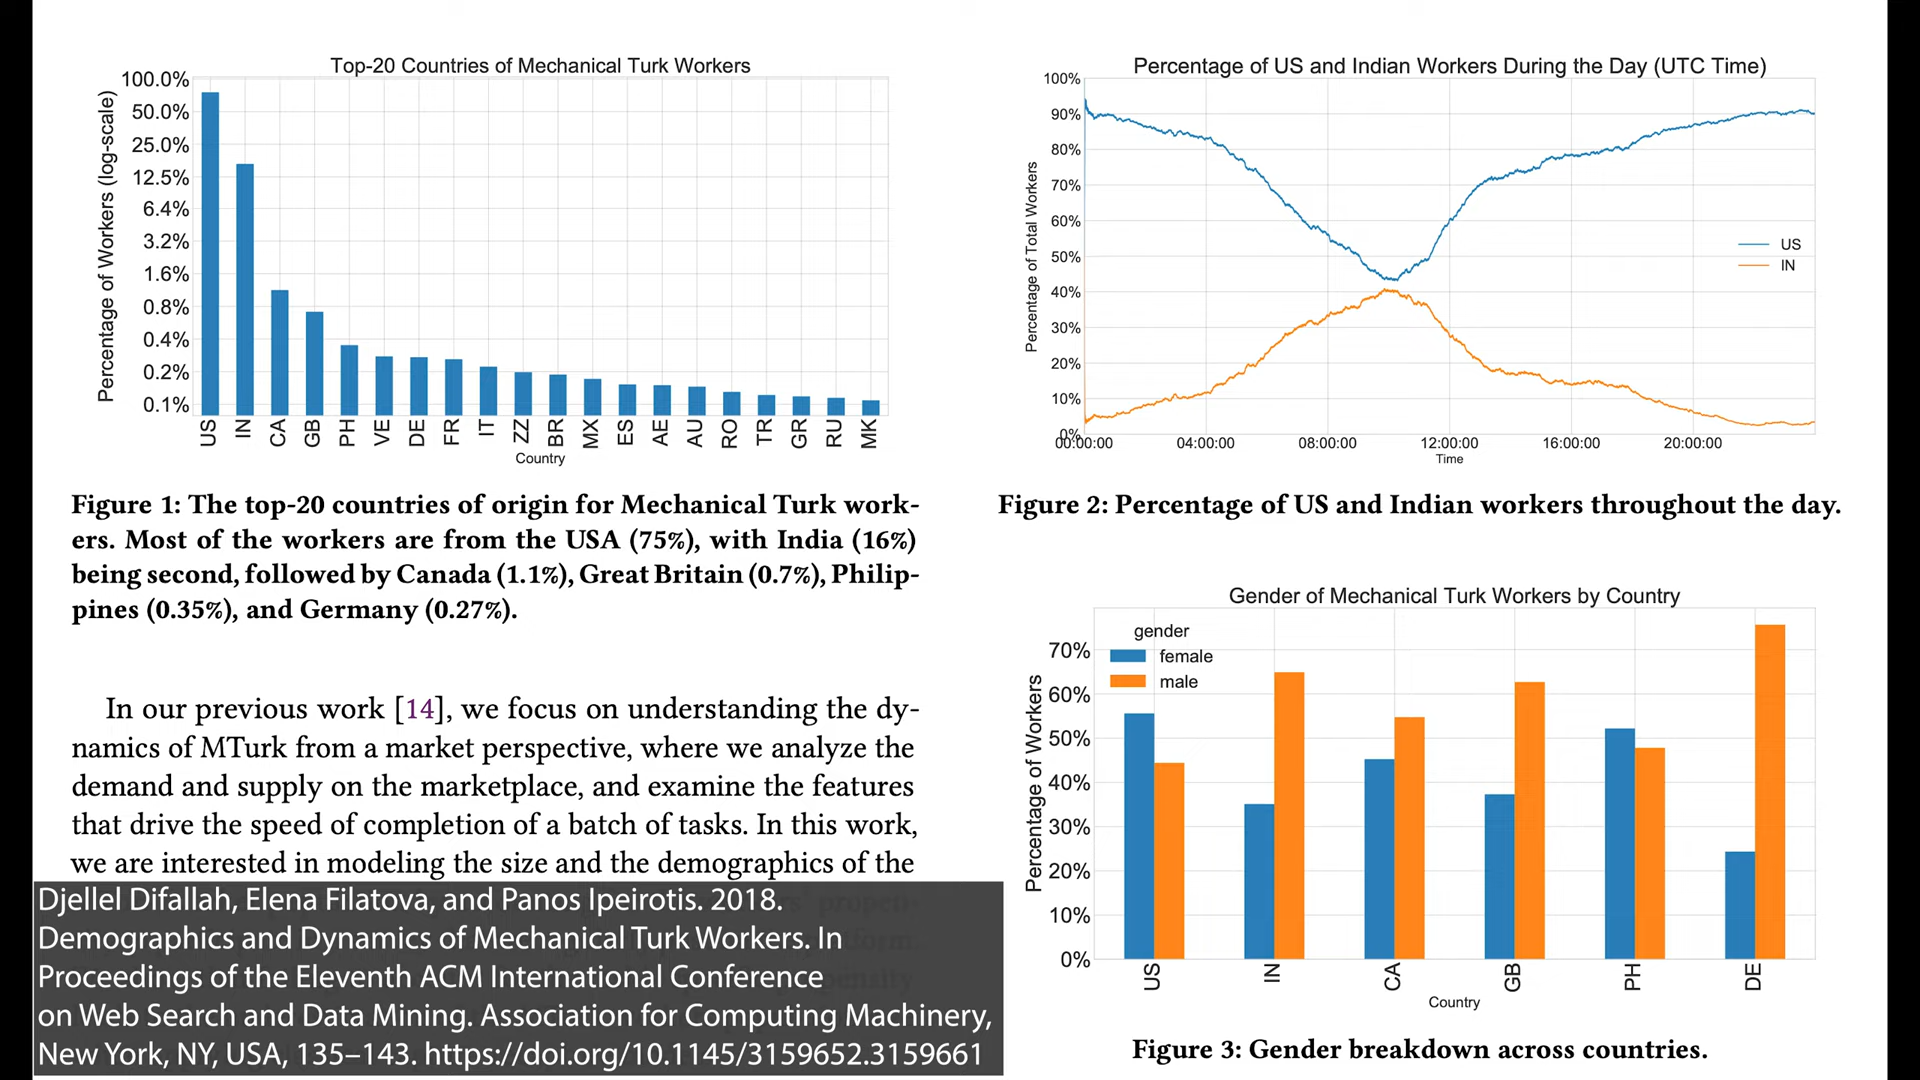 Top-20 Countries of Mechanical Turk Workers
Percentage of Workers (log-scale)
100.0%
50.0%
25.0%
12.5%
6.4%
3.2%
1.6%
0.8%
0.4%
0.2%
0.1%
US IN CA GB PH VE DE FR IT ZZ BR MX ES AE AU RO TR GR RU MK
Country
Figure 1: The top-20 countries of origin for Mechanical Turk work-
ers. Most of the workers are from the USA (75%), with India (16%)
being second, followed by Canada (1.1%), Great Britain (0.7%), Philip-
pines (0.35%), and Germany (0.27%).
In our previous work [14], we focus on understanding the dy-
namics of MTurk from a market perspective, where we analyze the
demand and supply on the marketplace, and examine the features
that drive the speed of completion of a batch of tasks. In this work,
we are interested in modeling the size and the demographics of the
Djellel Difallah, Elena Filatova, and Panos Ipeirotis. 2018.
Demographics and Dynamics of Mechanical Turk Workers. In
Proceedings of the Eleventh ACM International Conference
on Web Search and Data Mining. Association for Computing Machinery,
New York, NY, USA, 135–143. https://doi.org/10.1145/3159652.3159661
Percentage of US and Indian Workers During the Day (UTC Time)
Percentage of Total Workers
100%
90%
80%
70%
60%
50%
40%
30%
20%
10%
0%
US
IN
00:00:00 04:00:00 08:00:00 12:00:00 16:00:00 20:00:00
Time
Figure 2: Percentage of US and Indian workers throughout the day.
Gender of Mechanical Turk Workers by Country
gender
female
male
Percentage of Workers
70%
60%
50%
40%
30%
20%
10%
0%
US IN CA GB PH DE
Country
Figure 3: Gender breakdown across countries.